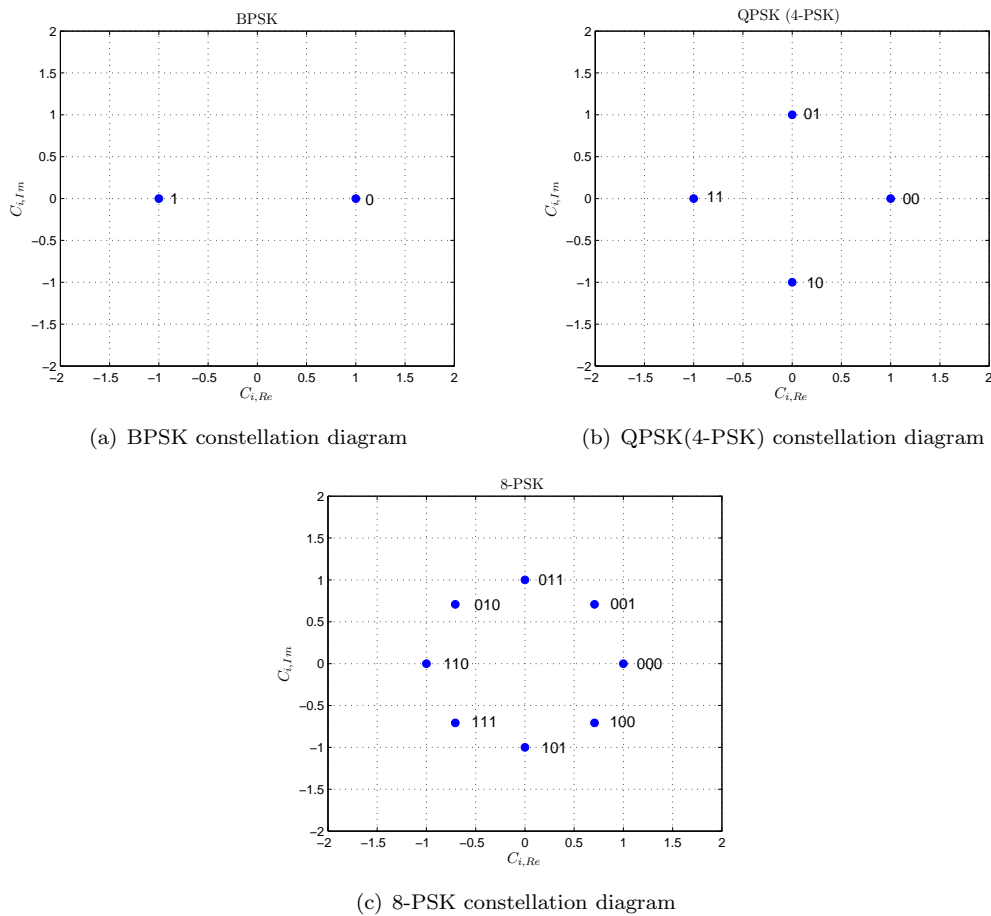 BPSK
2
1.5
1
0.5
0
−0.5
−1
−1.5
−2
C_{i,Im}
1
0
−2 −1.5 −1 −0.5 0 0.5 1 1.5 2
C_{i,Re}
(a) BPSK constellation diagram
QPSK (4-PSK)
2
1.5
1
0.5
0
−0.5
−1
−1.5
−2
C_{i,Im}
01
11
00
10
−2 −1.5 −1 −0.5 0 0.5 1 1.5 2
C_{i,Re}
(b) QPSK(4-PSK) constellation diagram
8-PSK
2
1.5
1
0.5
0
−0.5
−1
−1.5
−2
C_{i,Im}
011
010
001
110
000
111
100
101
−2 −1.5 −1 −0.5 0 0.5 1 1.5 2
C_{i,Re}
(c) 8-PSK constellation diagram